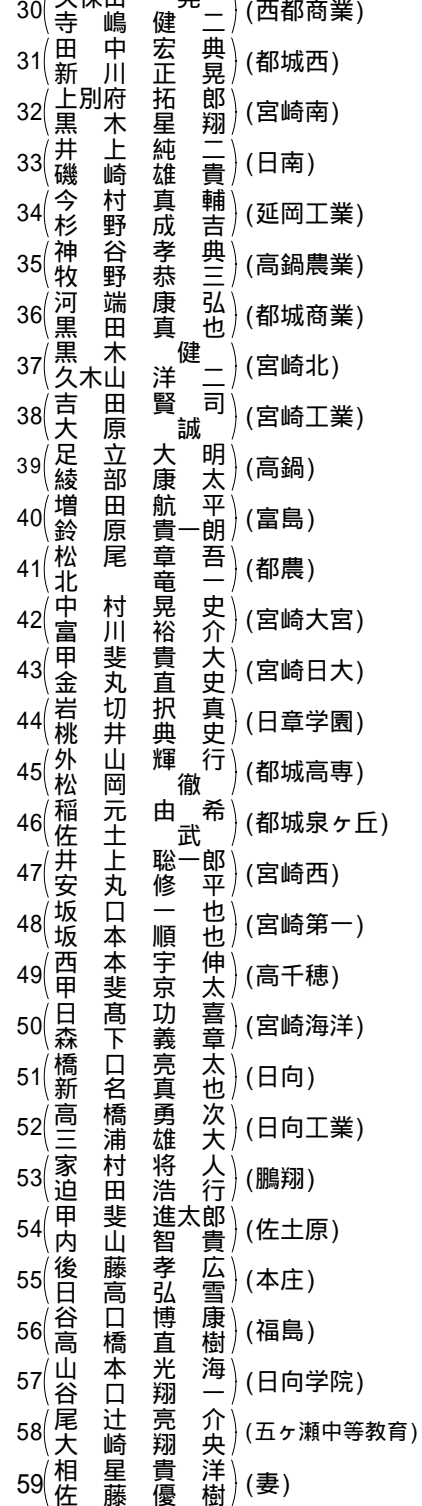 30 (西都商業)
寺嶋健二
31 田中宏典 (都城西)
新川正晃
32 上別府拓郎 (宮崎南)
黒木星翔
33 井上純二 (日南)
磯崎雄貴
34 今村真輔 (延岡工業)
杉野成吉
35 神谷孝典 (高鍋農業)
牧野恭三
36 河端康弘 (都城商業)
黒田真也
37 黒木健 (宮崎北)
久木山洋二
38 吉田賢司 (宮崎工業)
大原誠
39 足立大明 (高鍋)
綾部康太
40 増田航平 (富島)
鈴原貴一朗
41 松尾章吾 (都農)
北竜一
42 中村晃史 (宮崎大宮)
富川裕介
43 甲斐貴大 (宮崎日大)
金丸直史
44 岩切択真 (日章学園)
桃井典史
45 外山輝行 (都城高専)
松岡徹
46 稲元由希 (都城泉ヶ丘)
佐土武
47 井上聡一郎 (宮崎西)
安丸修平
48 坂口一也 (宮崎第一)
坂本順也
49 西本宇伸 (高千穂)
甲斐京太
50 日髙功喜 (宮崎海洋)
森下義章
51 橋口亮太 (日向)
新名真也
52 高橋勇次 (日向工業)
三浦雄大
53 家村将人 (鵬翔)
迫田浩行
54 甲斐進太郎 (佐土原)
内山智貴
55 後藤孝広 (本庄)
日高弘雪
56 谷口博康 (福島)
高橋直樹
57 山本光海 (日向学院)
谷口翔一
58 尾辻亮介 (五ヶ瀬中等教育)
大崎翔央
59 相星貴洋 (妻)
佐藤優樹